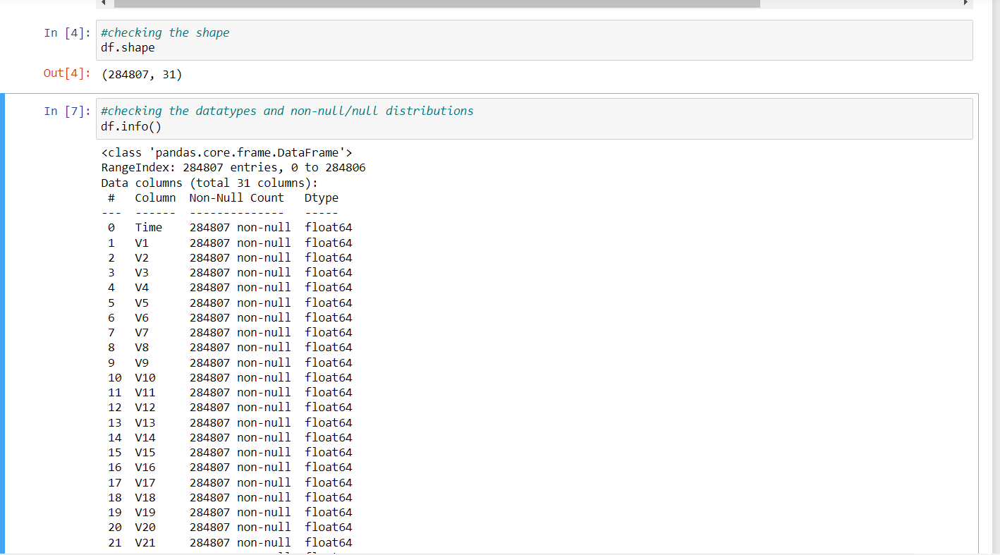 In [4]: #checking the shape
df.shape
Out[4]: (284807, 31)
In [7]: #checking the datatypes and non-null/null distributions
df.info()
<class 'pandas.core.frame.DataFrame'>
RangeIndex: 284807 entries, 0 to 284806
Data columns (total 31 columns):
 #   Column  Non-Null Count   Dtype
---  ------  --------------   -----
 0   Time    284807 non-null  float64
 1   V1      284807 non-null  float64
 2   V2      284807 non-null  float64
 3   V3      284807 non-null  float64
 4   V4      284807 non-null  float64
 5   V5      284807 non-null  float64
 6   V6      284807 non-null  float64
 7   V7      284807 non-null  float64
 8   V8      284807 non-null  float64
 9   V9      284807 non-null  float64
 10  V10     284807 non-null  float64
 11  V11     284807 non-null  float64
 12  V12     284807 non-null  float64
 13  V13     284807 non-null  float64
 14  V14     284807 non-null  float64
 15  V15     284807 non-null  float64
 16  V16     284807 non-null  float64
 17  V17     284807 non-null  float64
 18  V18     284807 non-null  float64
 19  V19     284807 non-null  float64
 20  V20     284807 non-null  float64
 21  V21     284807 non-null  float64